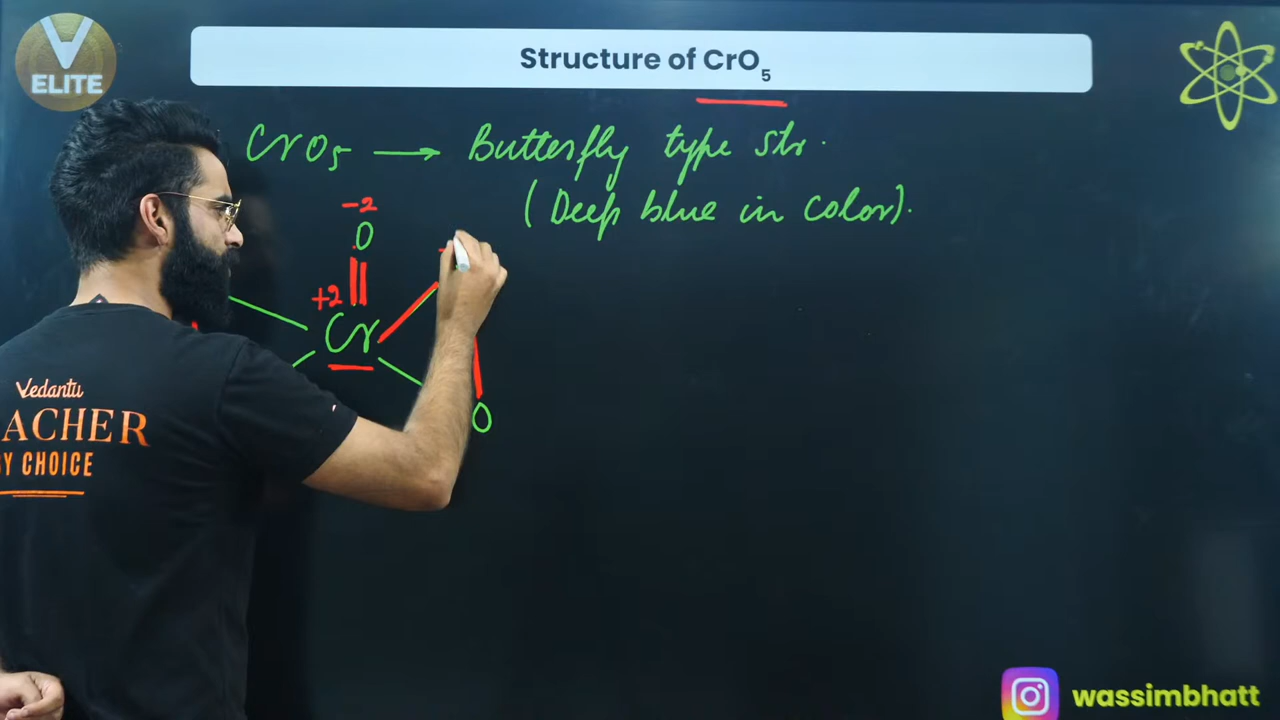 V
ELITE
Structure of CrO₅
CrO₅ → Butterfly type str.
(Deep blue in color).
-2
O
+2
Cr
O
Vedantu
ACHER
Y CHOICE
wassimbhatt